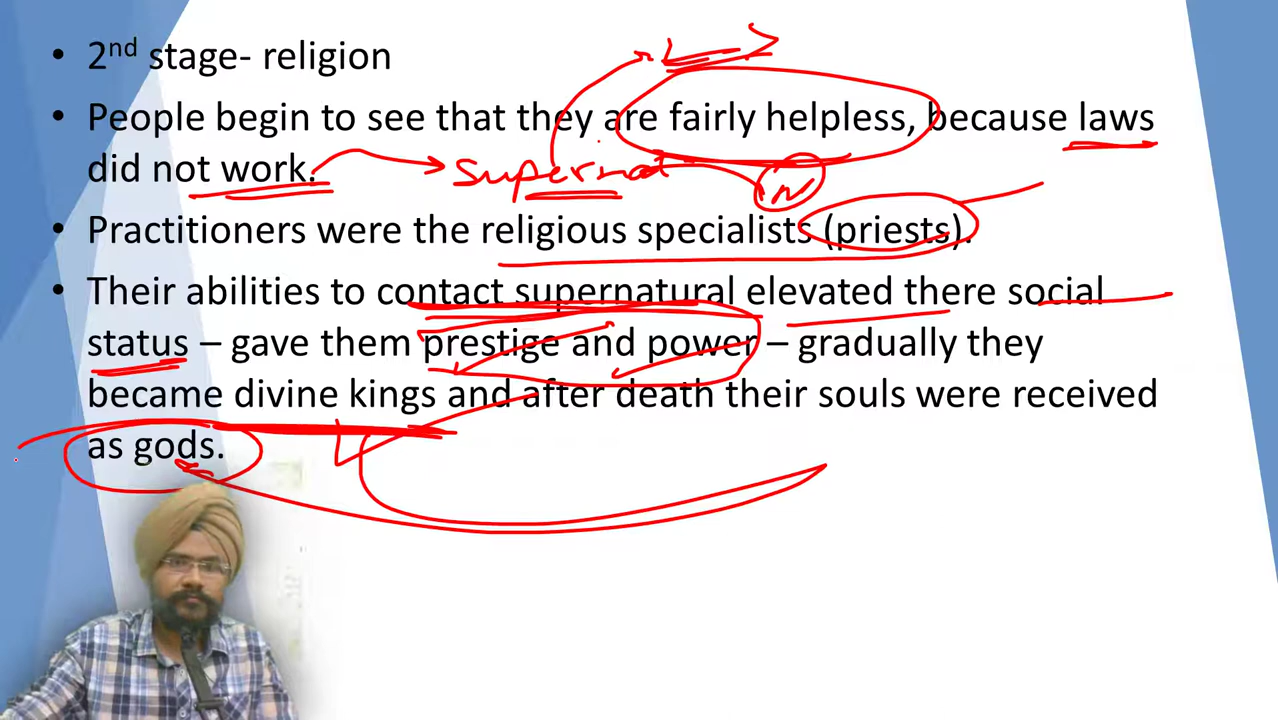 • 2nd stage- religion
• People begin to see that they are fairly helpless, because laws
did not work. Supernat N
• Practitioners were the religious specialists (priests).
• Their abilities to contact supernatural elevated there social
status – gave them prestige and power – gradually they
became divine kings and after death their souls were received
as gods.